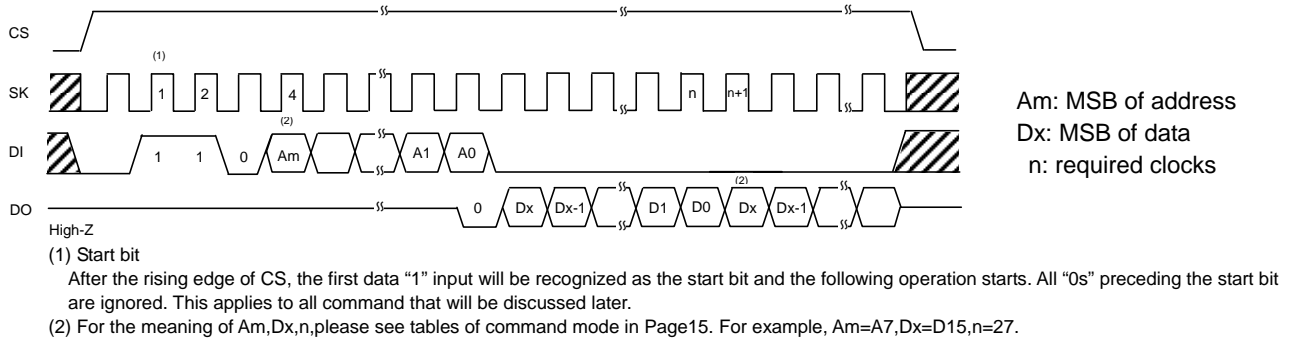 CS
(1)
SK
1 2 4 n n+1
(2)
DI
1 1 0 Am A1 A0
(2)
DO
0 Dx Dx-1 D1 D0 Dx Dx-1
High-Z
Am: MSB of address
Dx: MSB of data
n: required clocks
(1) Start bit
After the rising edge of CS, the first data “1” input will be recognized as the start bit and the following operation starts. All “0s” preceding the start bit
are ignored. This applies to all command that will be discussed later.
(2) For the meaning of Am,Dx,n,please see tables of command mode in Page15. For example, Am=A7,Dx=D15,n=27.